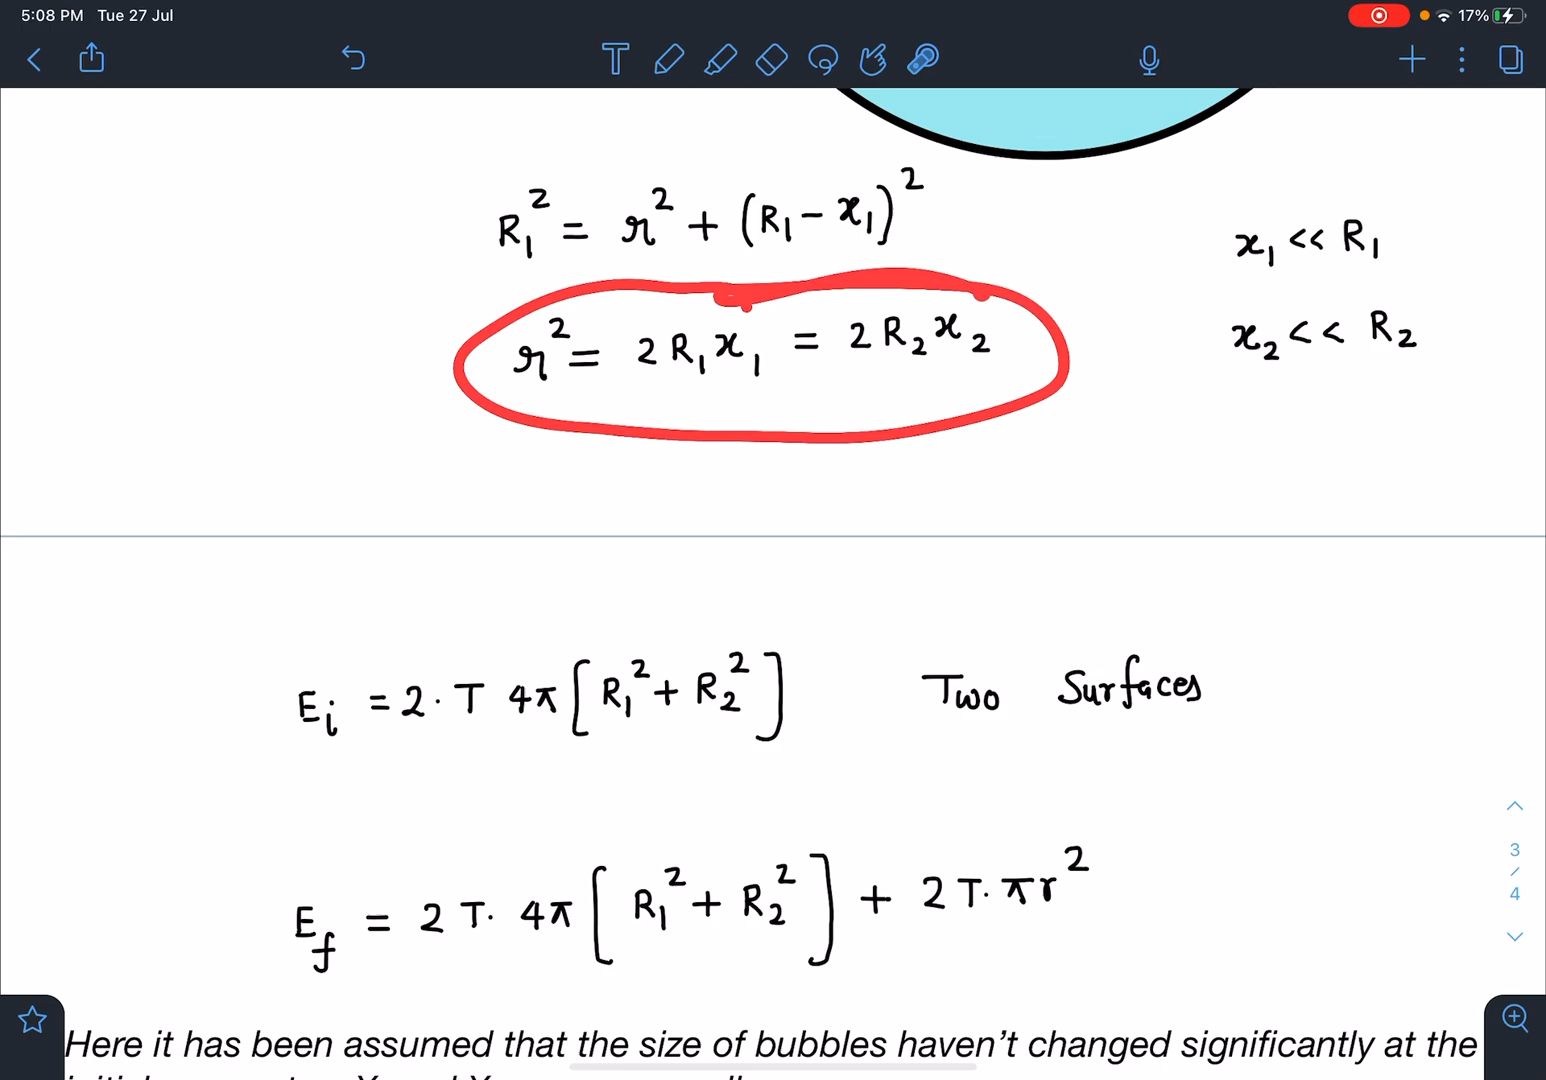 5:08 PM Tue 27 Jul 17%
R₁² = r² + (R₁ - x₁)²
x₁ << R₁
r² = 2R₁x₁ = 2R₂x₂
x₂ << R₂
Eᵢ = 2·T 4π[R₁² + R₂²] Two Surfaces
3
/
4
E_f = 2T· 4π[R₁² + R₂²] + 2T·πr²
Here it has been assumed that the size of bubbles haven't changed significantly at the